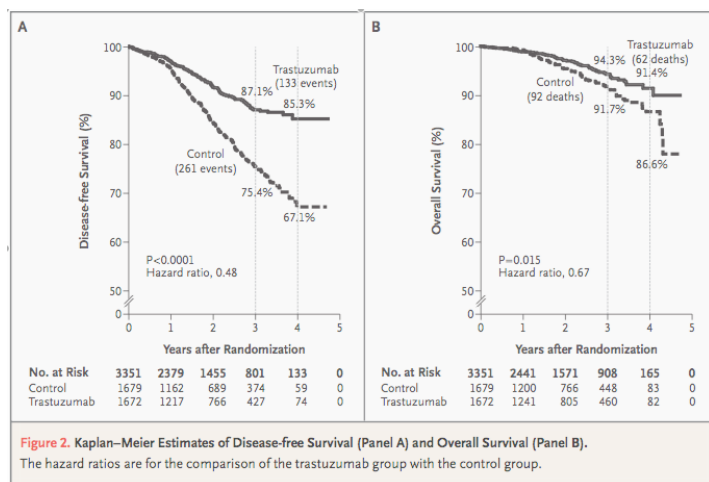 A
Disease-free Survival (%)
100
90
80
70
60
50
0
87.1%
Trastuzumab
(133 events)
85.3%
Control
(261 events)
75.4%
67.1%
P<0.0001
Hazard ratio, 0.48
0 1 2 3 4 5
Years after Randomization
No. at Risk 3351 2379 1455 801 133 0
Control 1679 1162 689 374 59 0
Trastuzumab 1672 1217 766 427 74 0
B
Overall Survival (%)
100
90
80
70
60
50
0
94.3%
Trastuzumab
(62 deaths)
91.4%
Control
(92 deaths)
91.7%
86.6%
P=0.015
Hazard ratio, 0.67
0 1 2 3 4 5
Years after Randomization
No. at Risk 3351 2441 1571 908 165 0
Control 1679 1200 766 448 83 0
Trastuzumab 1672 1241 805 460 82 0
Figure 2. Kaplan–Meier Estimates of Disease-free Survival (Panel A) and Overall Survival (Panel B).
The hazard ratios are for the comparison of the trastuzumab group with the control group.